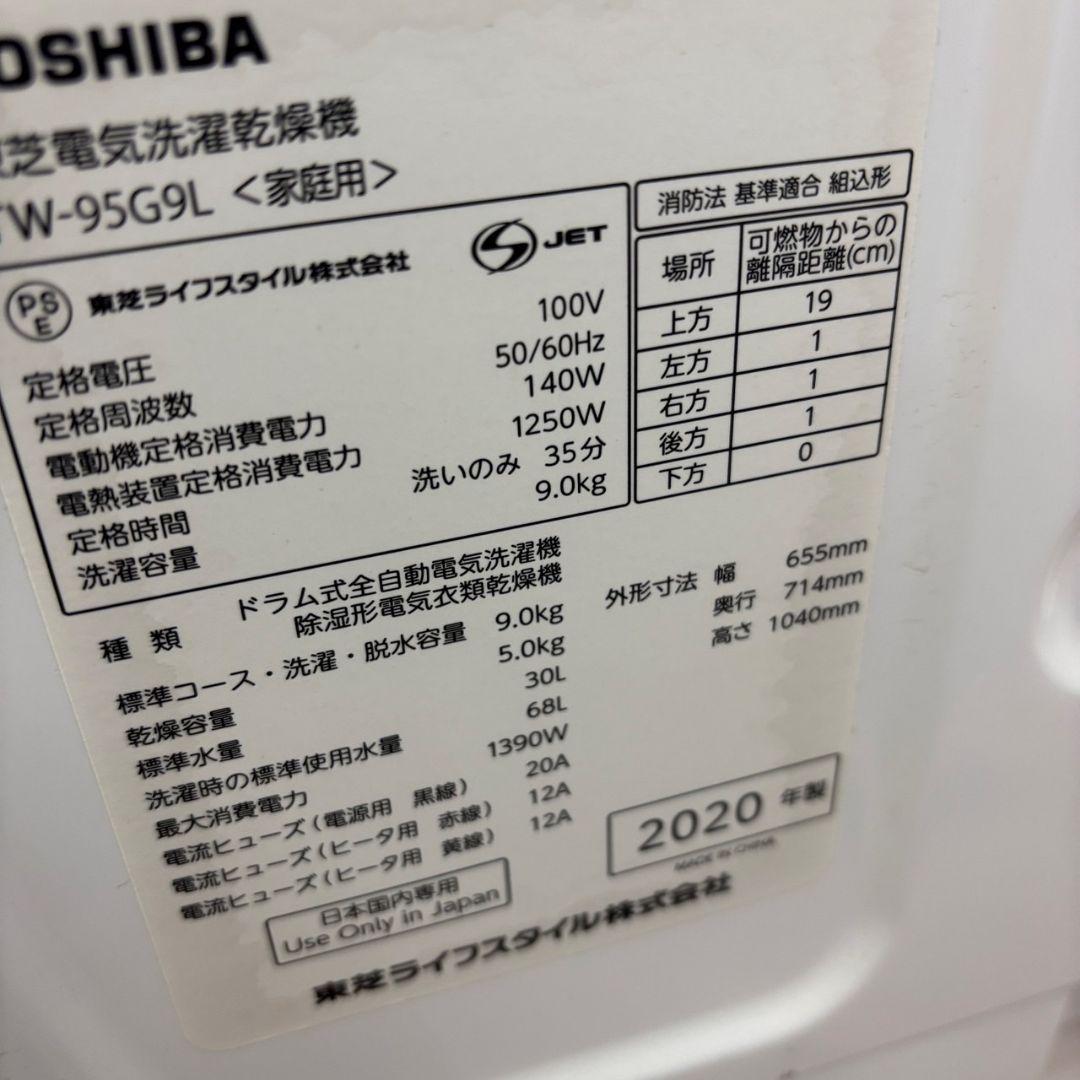 OSHIBA
芝電気洗濯乾燥機
TW-95G9L <家庭用>
PS
E
東芝ライフスタイル株式会社
S JET
定格電圧 100V
定格周波数 50/60Hz
電動機定格消費電力 140W
電熱装置定格消費電力 1250W
定格時間 洗いのみ 35分
洗濯容量 9.0kg
消防法 基準適合 組込形
場所 可燃物からの離隔距離(cm)
上方 19
左方 1
右方 1
後方 1
下方 0
種類 ドラム式全自動電気洗濯機
除湿形電気衣類乾燥機
標準コース・洗濯・脱水容量 9.0kg
乾燥容量 5.0kg
標準水量 30L
洗濯時の標準使用水量 68L
最大消費電力 1390W
電流ヒューズ(電源用 黒線) 20A
電流ヒューズ(ヒータ用 赤線) 12A
電流ヒューズ(ヒータ用 黄線) 12A
外形寸法 幅 655mm
奥行 714mm
高さ 1040mm
2020 年製
MADE IN CHINA
日本国内専用
Use Only in Japan
東芝ライフスタイル株式会社